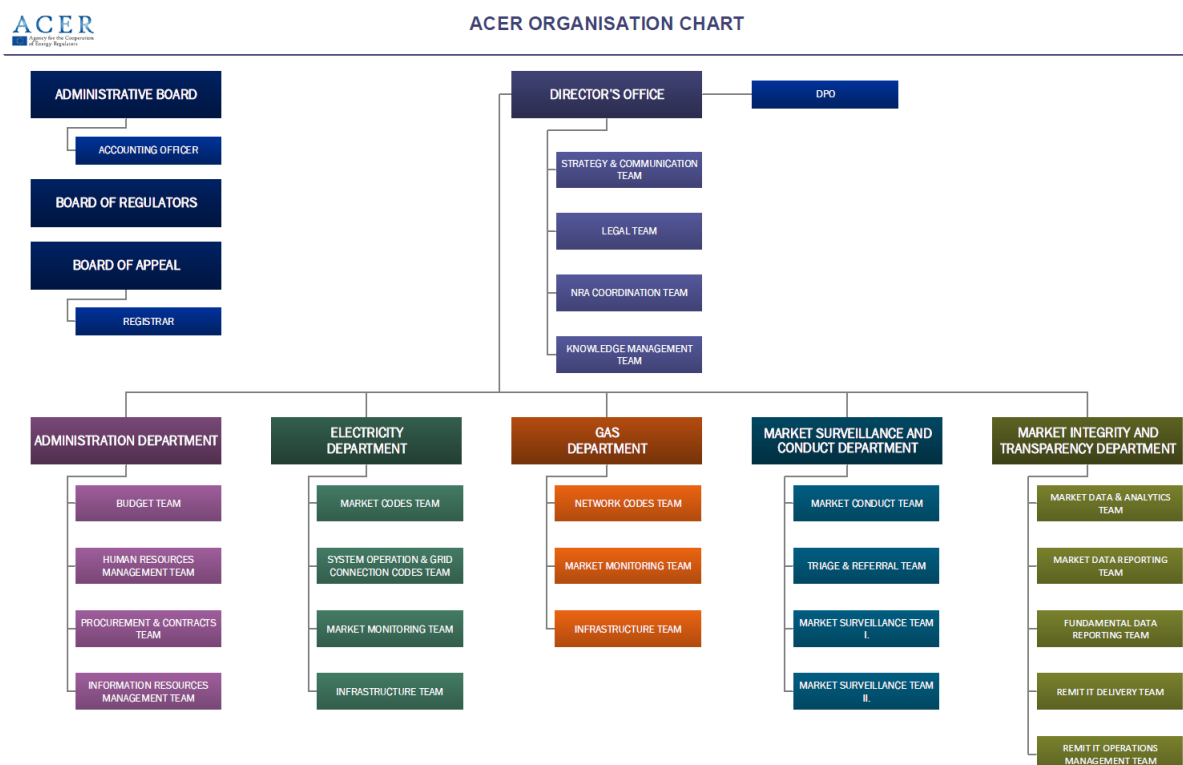 ACER
Agency for the Cooperation
of Energy Regulators
ACER ORGANISATION CHART
ADMINISTRATIVE BOARD
ACCOUNTING OFFICER
BOARD OF REGULATORS
BOARD OF APPEAL
REGISTRAR
DIRECTOR'S OFFICE
DPO
STRATEGY & COMMUNICATION
TEAM
LEGAL TEAM
NRA COORDINATION TEAM
KNOWLEDGE MANAGEMENT
TEAM
ADMINISTRATION DEPARTMENT
BUDGET TEAM
HUMAN RESOURCES
MANAGEMENT TEAM
PROCUREMENT & CONTRACTS
TEAM
INFORMATION RESOURCES
MANAGEMENT TEAM
ELECTRICITY
DEPARTMENT
MARKET CODES TEAM
SYSTEM OPERATION & GRID
CONNECTION CODES TEAM
MARKET MONITORING TEAM
INFRASTRUCTURE TEAM
GAS
DEPARTMENT
NETWORK CODES TEAM
MARKET MONITORING TEAM
INFRASTRUCTURE TEAM
MARKET SURVEILLANCE AND
CONDUCT DEPARTMENT
MARKET CONDUCT TEAM
TRIAGE & REFERRAL TEAM
MARKET SURVEILLANCE TEAM
I.
MARKET SURVEILLANCE TEAM
II.
MARKET INTEGRITY AND
TRANSPARENCY DEPARTMENT
MARKET DATA & ANALYTICS
TEAM
MARKET DATA REPORTING
TEAM
FUNDAMENTAL DATA
REPORTING TEAM
REMIT IT DELIVERY TEAM
REMIT IT OPERATIONS
MANAGEMENT TEAM